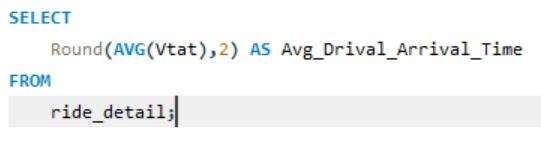 SELECT
Round(AVG(Vtat),2) AS Avg_Drival_Arrival_Time
FROM
ride_detail;